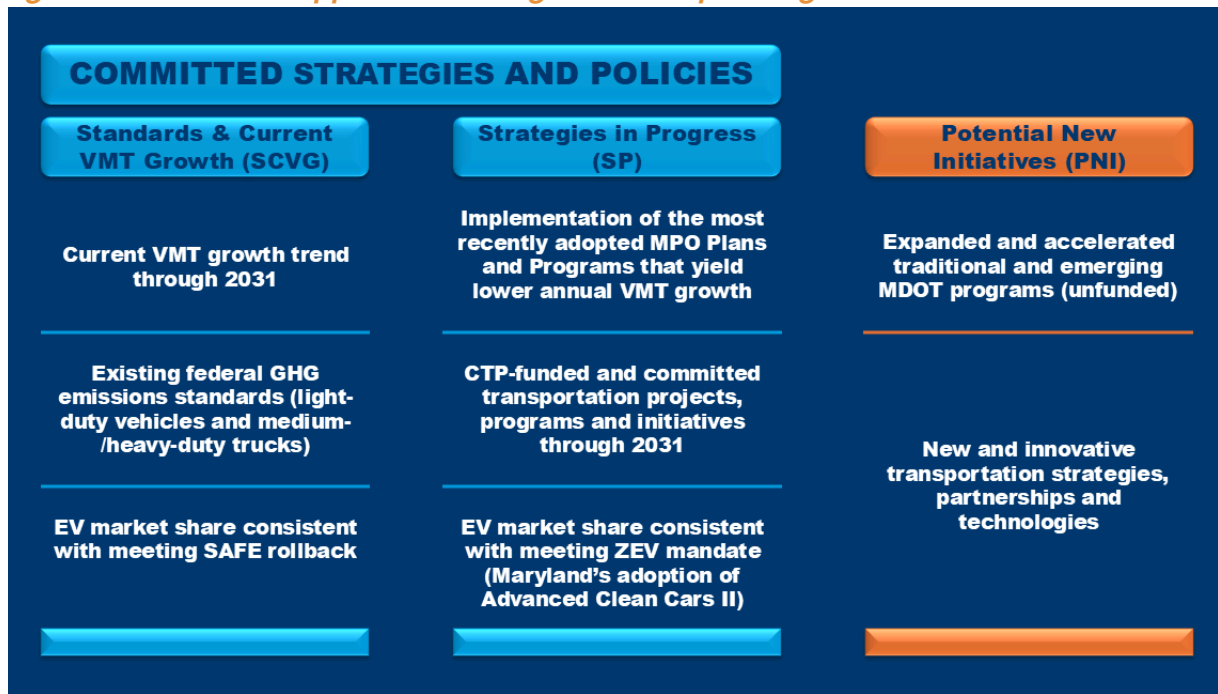 COMMITTED STRATEGIES AND POLICIES
Standards & Current
VMT Growth (SCVG)
Current VMT growth trend
through 2031
Existing federal GHG
emissions standards (light-
duty vehicles and medium-
/heavy-duty trucks)
EV market share consistent
with meeting SAFE rollback
Strategies in Progress
(SP)
Implementation of the most
recently adopted MPO Plans
and Programs that yield
lower annual VMT growth
CTP-funded and committed
transportation projects,
programs and initiatives
through 2031
EV market share consistent
with meeting ZEV mandate
(Maryland’s adoption of
Advanced Clean Cars II)
Potential New
Initiatives (PNI)
Expanded and accelerated
traditional and emerging
MDOT programs (unfunded)
New and innovative
transportation strategies,
partnerships and
technologies